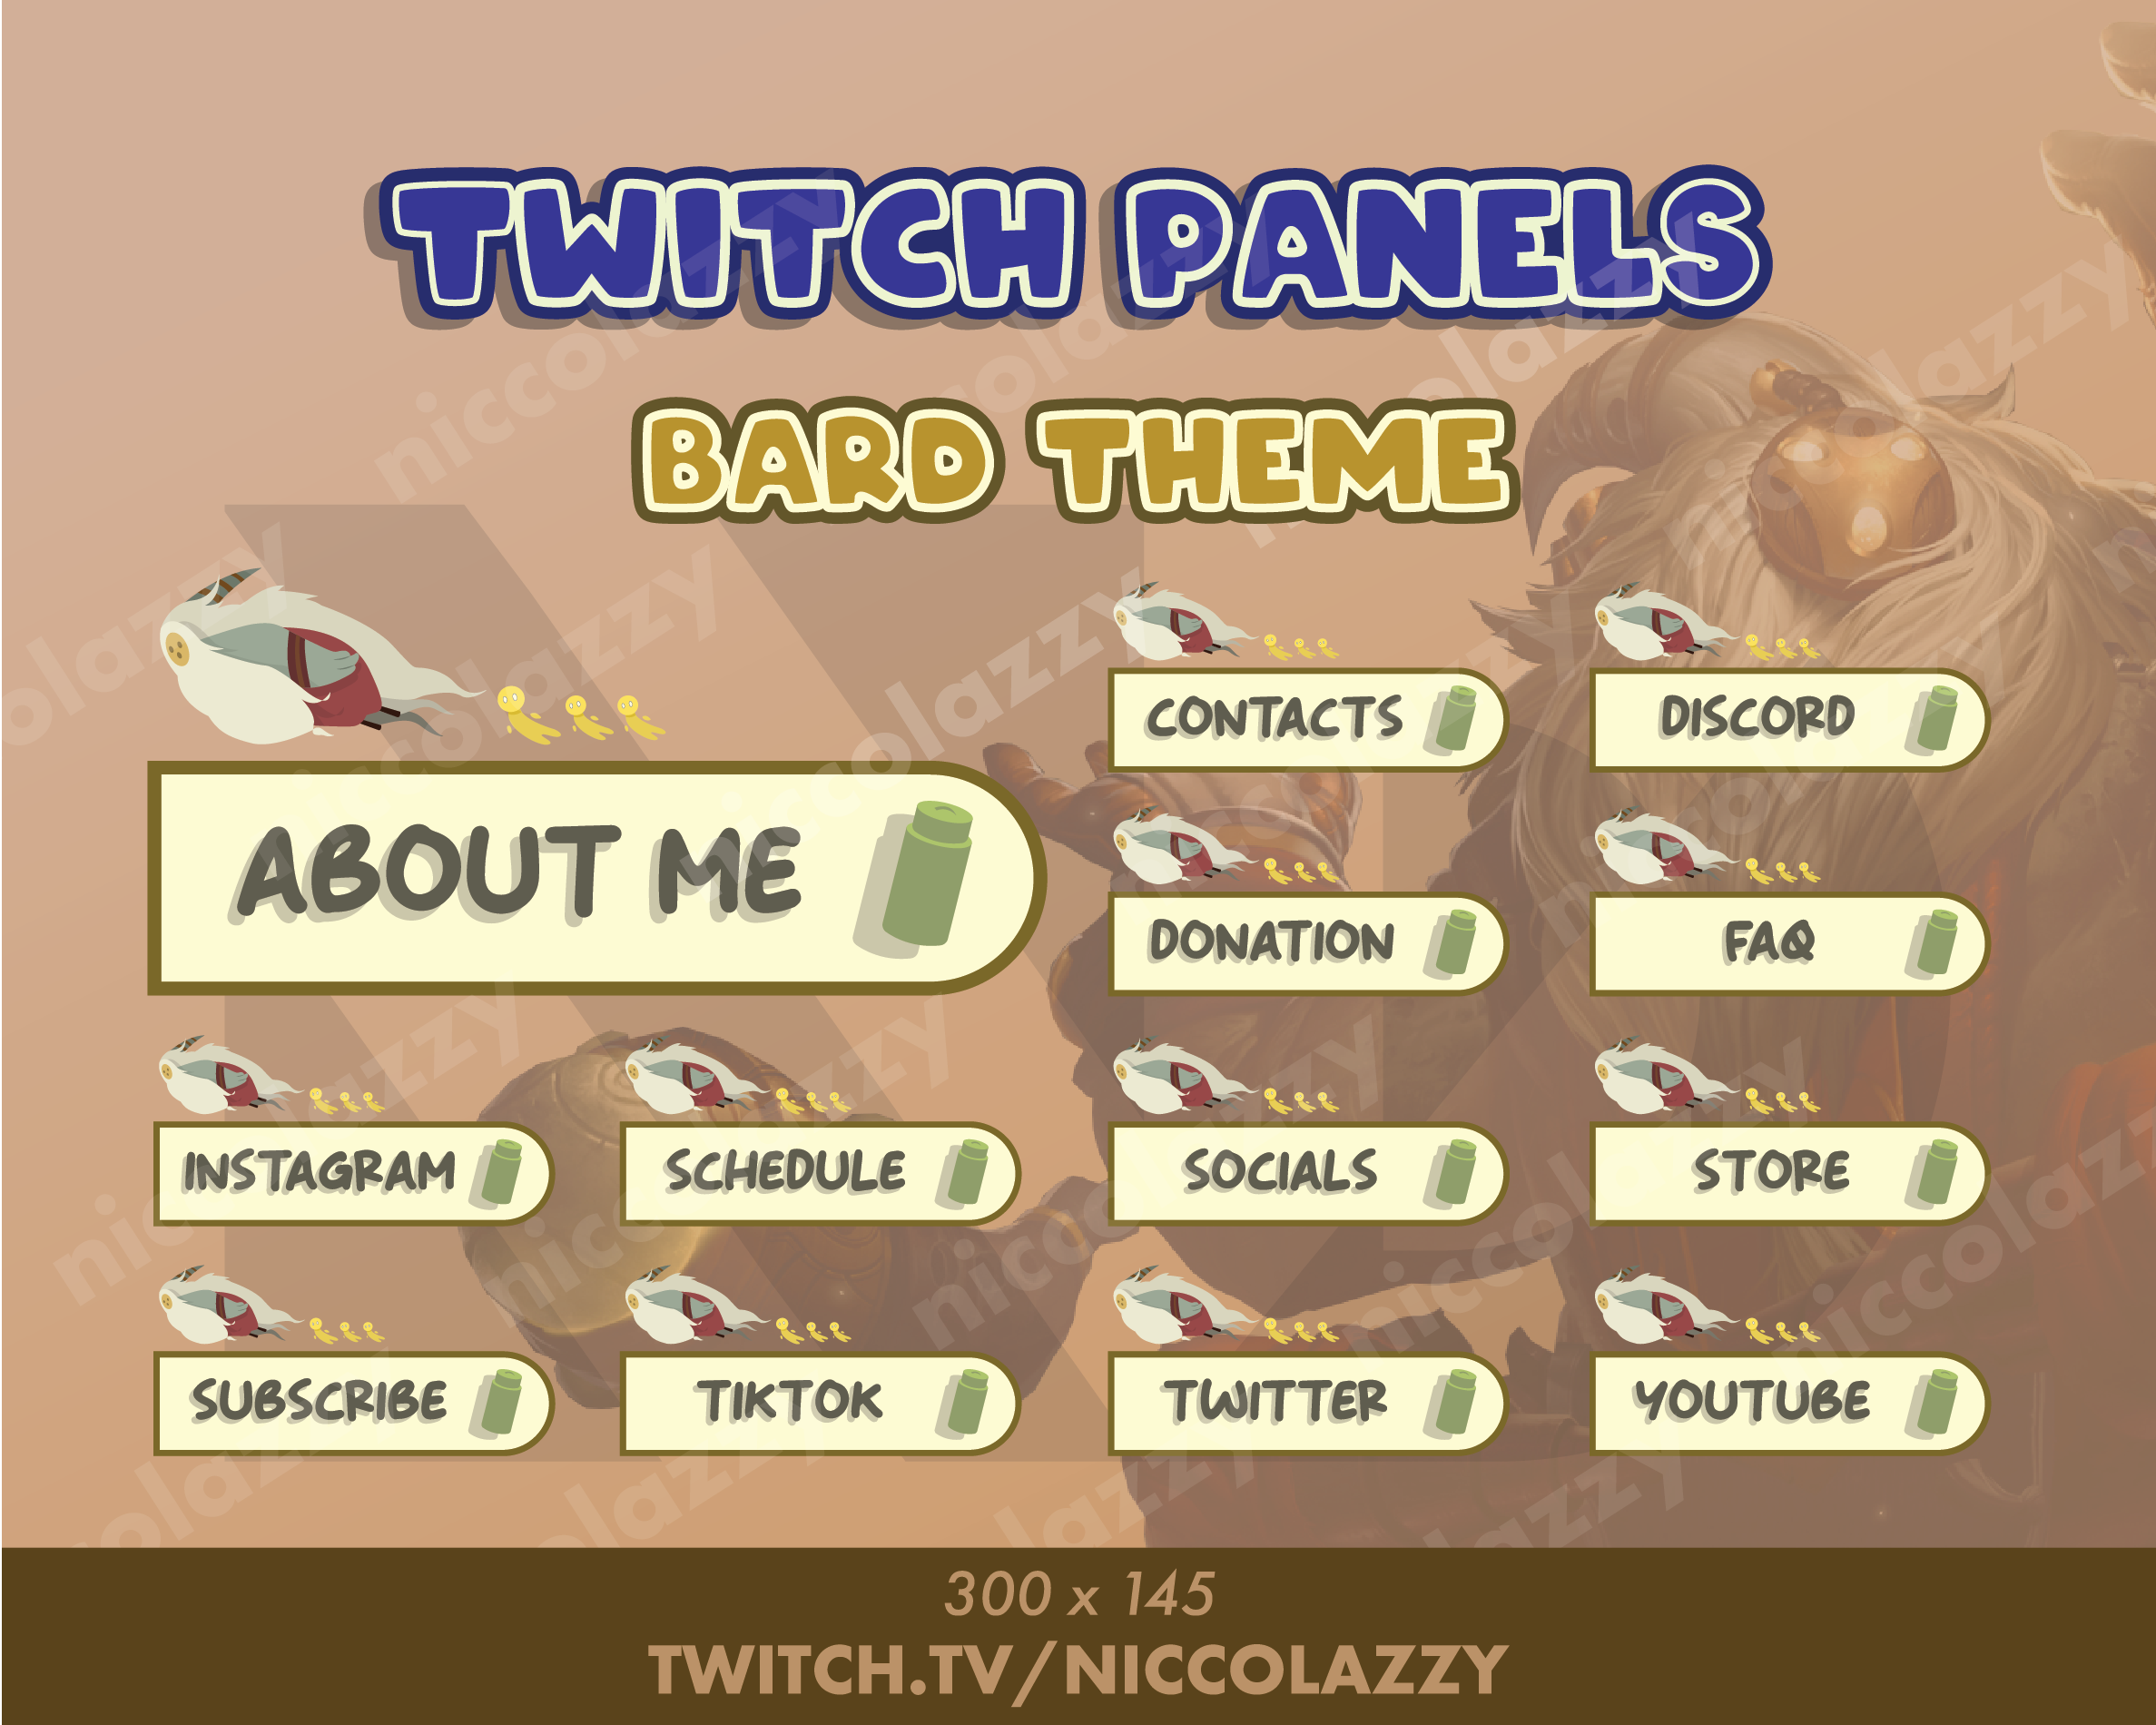 TWITCH PANELS
BARD THEME
ABOUT ME
CONTACTS
DISCORD
DONATION
FAQ
INSTAGRAM
SCHEDULE
SOCIALS
STORE
SUBSCRIBE
TIKTOK
TWITTER
YOUTUBE
niccolazzy
300 x 145
TWITCH.TV/NICCOLAZZY